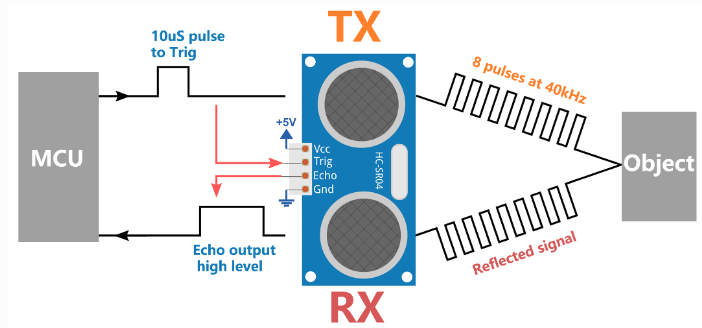 10uS pulse
to Trig
TX
8 pulses at 40kHz
MCU
+5V
Vcc
Trig
Echo
Gnd
HC-SR04
Object
Echo output
high level
Reflected signal
RX